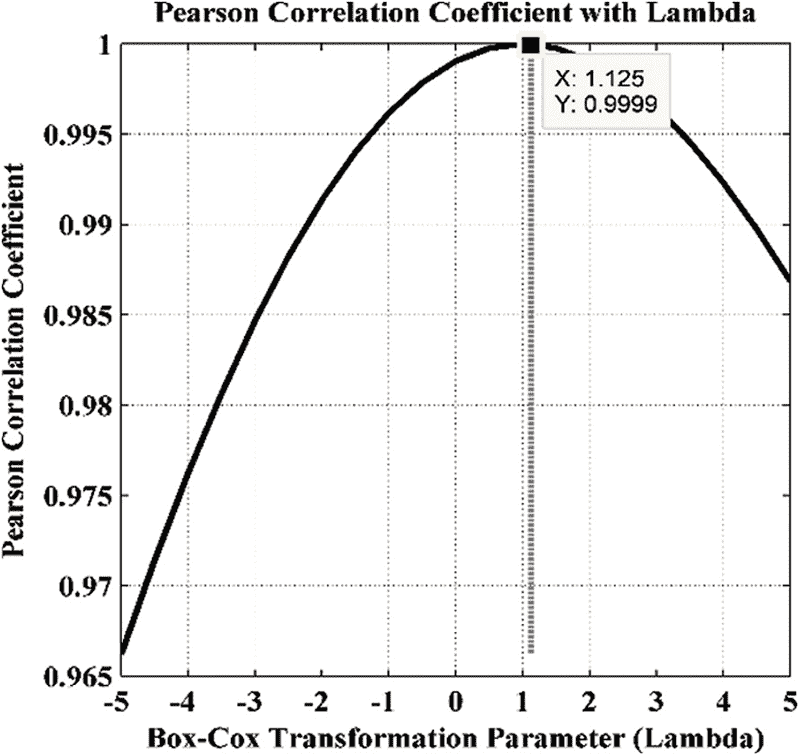 Pearson Correlation Coefficient with Lambda
1
X: 1.125
Y: 0.9999
0.995
0.99
0.985
0.98
0.975
0.97
0.965
Pearson Correlation Coefficient
-5 -4 -3 -2 -1 0 1 2 3 4 5
Box-Cox Transformation Parameter (Lambda)